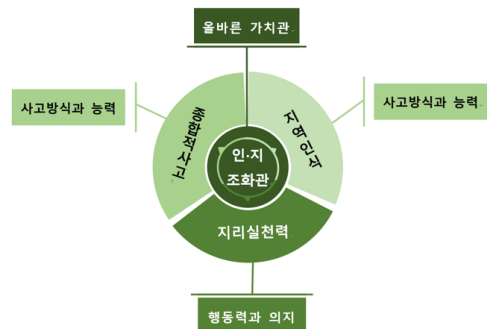 올바른 가치관
사고방식과 능력
사고방식과 능력
종합적사고
지역인식
인·지
조화관
지리실천력
행동력과 의지